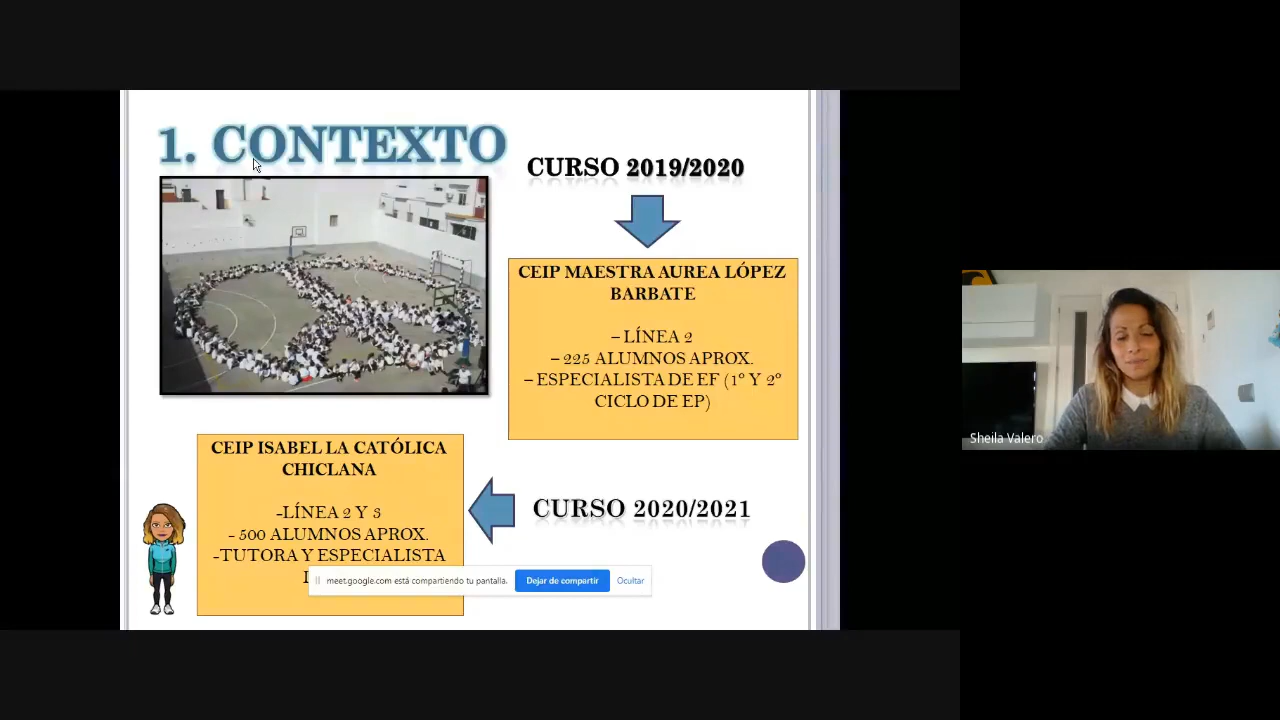 1. CONTEXTO
CURSO 2019/2020
CEIP MAESTRA AUREA LÓPEZ
BARBATE
– LÍNEA 2
– 225 ALUMNOS APROX.
– ESPECIALISTA DE EF (1º Y 2º
CICLO DE EP)
CEIP ISABEL LA CATÓLICA
CHICLANA
-LÍNEA 2 Y 3
- 500 ALUMNOS APROX.
-TUTORA Y ESPECIALISTA
CURSO 2020/2021
meet.google.com está compartiendo tu pantalla.
Dejar de compartir
Ocultar
Sheila Valero